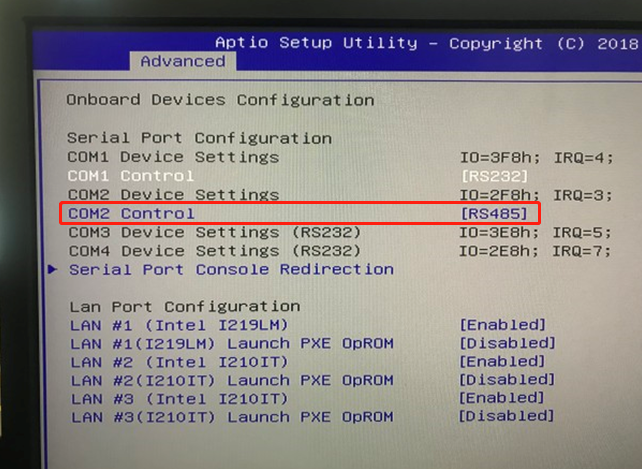 Aptio Setup Utility – Copyright (C) 2018
Advanced
Onboard Devices Configuration
Serial Port Configuration
COM1 Device Settings IO=3F8h; IRQ=4;
COM1 Control [RS232]
COM2 Device Settings IO=2F8h; IRQ=3;
COM2 Control [RS485]
COM3 Device Settings (RS232) IO=3E8h; IRQ=5;
COM4 Device Settings (RS232) IO=2E8h; IRQ=7;
Serial Port Console Redirection
Lan Port Configuration
LAN #1 (Intel I219LM) [Enabled]
LAN #1(I219LM) Launch PXE OpROM [Disabled]
LAN #2 (Intel I210IT) [Enabled]
LAN #2(I210IT) Launch PXE OpROM [Disabled]
LAN #3 (Intel I210IT) [Enabled]
LAN #3(I210IT) Launch PXE OpROM [Disabled]